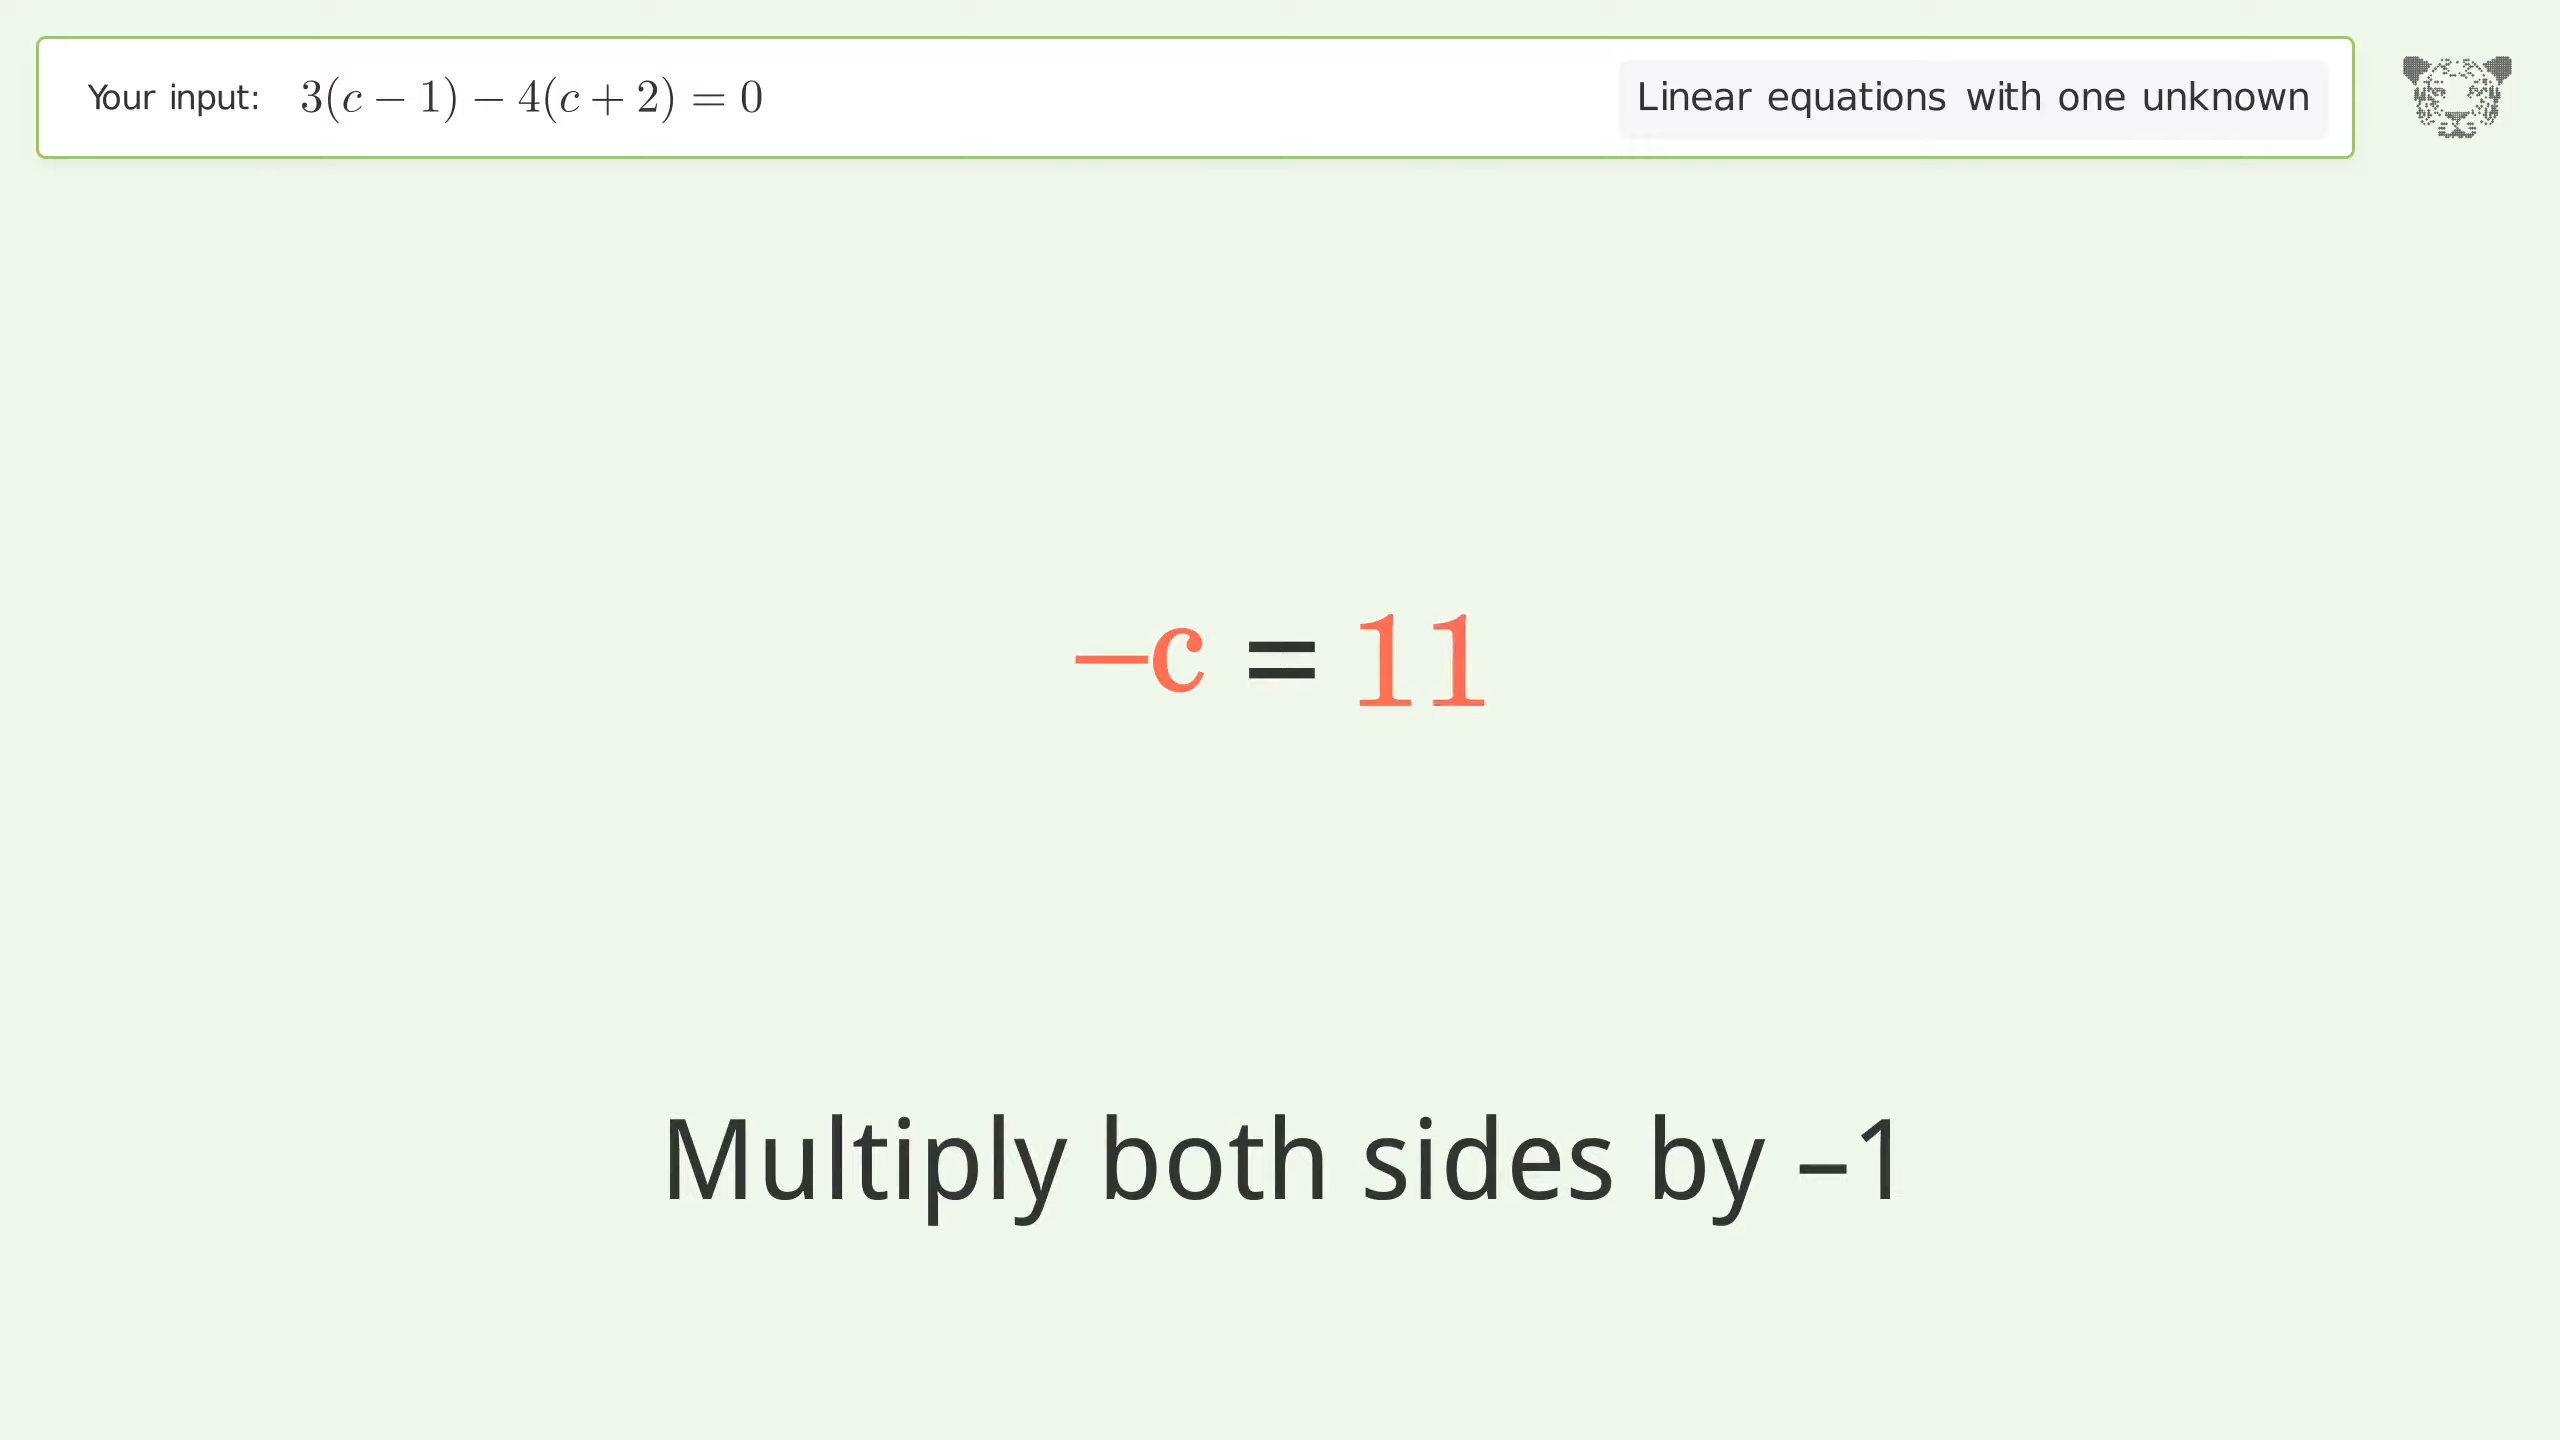 Your input: 3(c − 1) − 4(c + 2) = 0
Linear equations with one unknown
−c = 11
Multiply both sides by −1